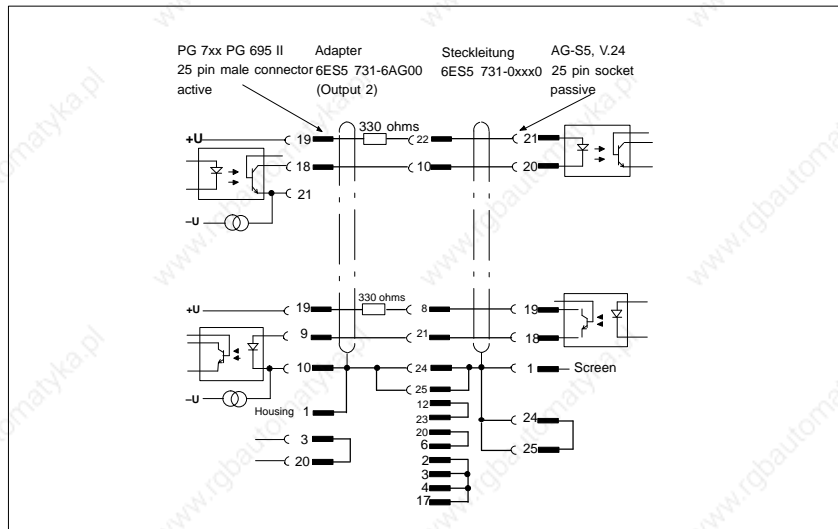 PG 7xx PG 695 II
25 pin male connector
active
Adapter
6ES5 731-6AG00
(Output 2)
Steckleitung
6ES5 731-0xxx0
AG-S5, V.24
25 pin socket
passive
+U
19
330 ohms
22
21
18
10
20
21
–U
+U
19
330 ohms
8
19
9
21
18
10
24
1
Screen
–U
25
Housing
1
12
23
24
3
20
20
6
25
2
3
4
17
www.rgbautomatyka.pl